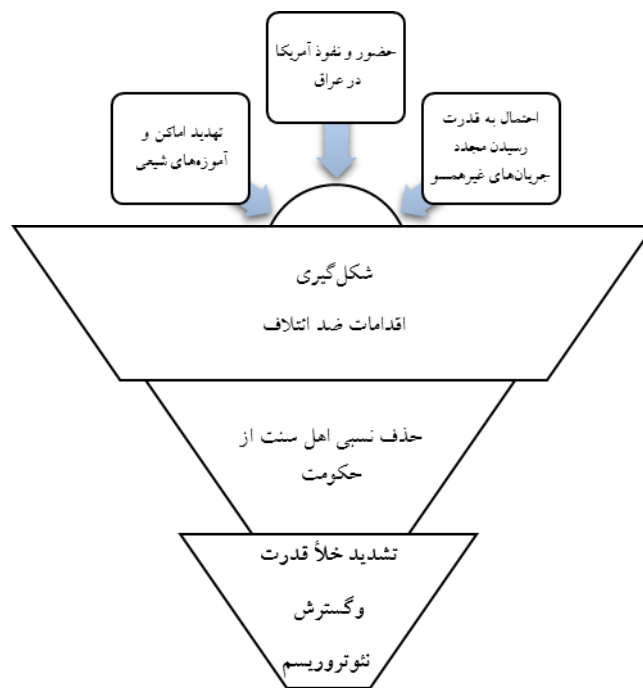 حضور و نفوذ آمریکا
در عراق
احتمال به قدرت
رسیدن مجدد
جریان‌های غیرهمسو
تهدید اماکن و
آموزه‌های شیعی
شکل‌گیری
اقدامات ضد ائتلاف
حذف نسبی اهل سنت از
حکومت
تشدید خلأ قدرت
وگسترش
نئوتروریسم